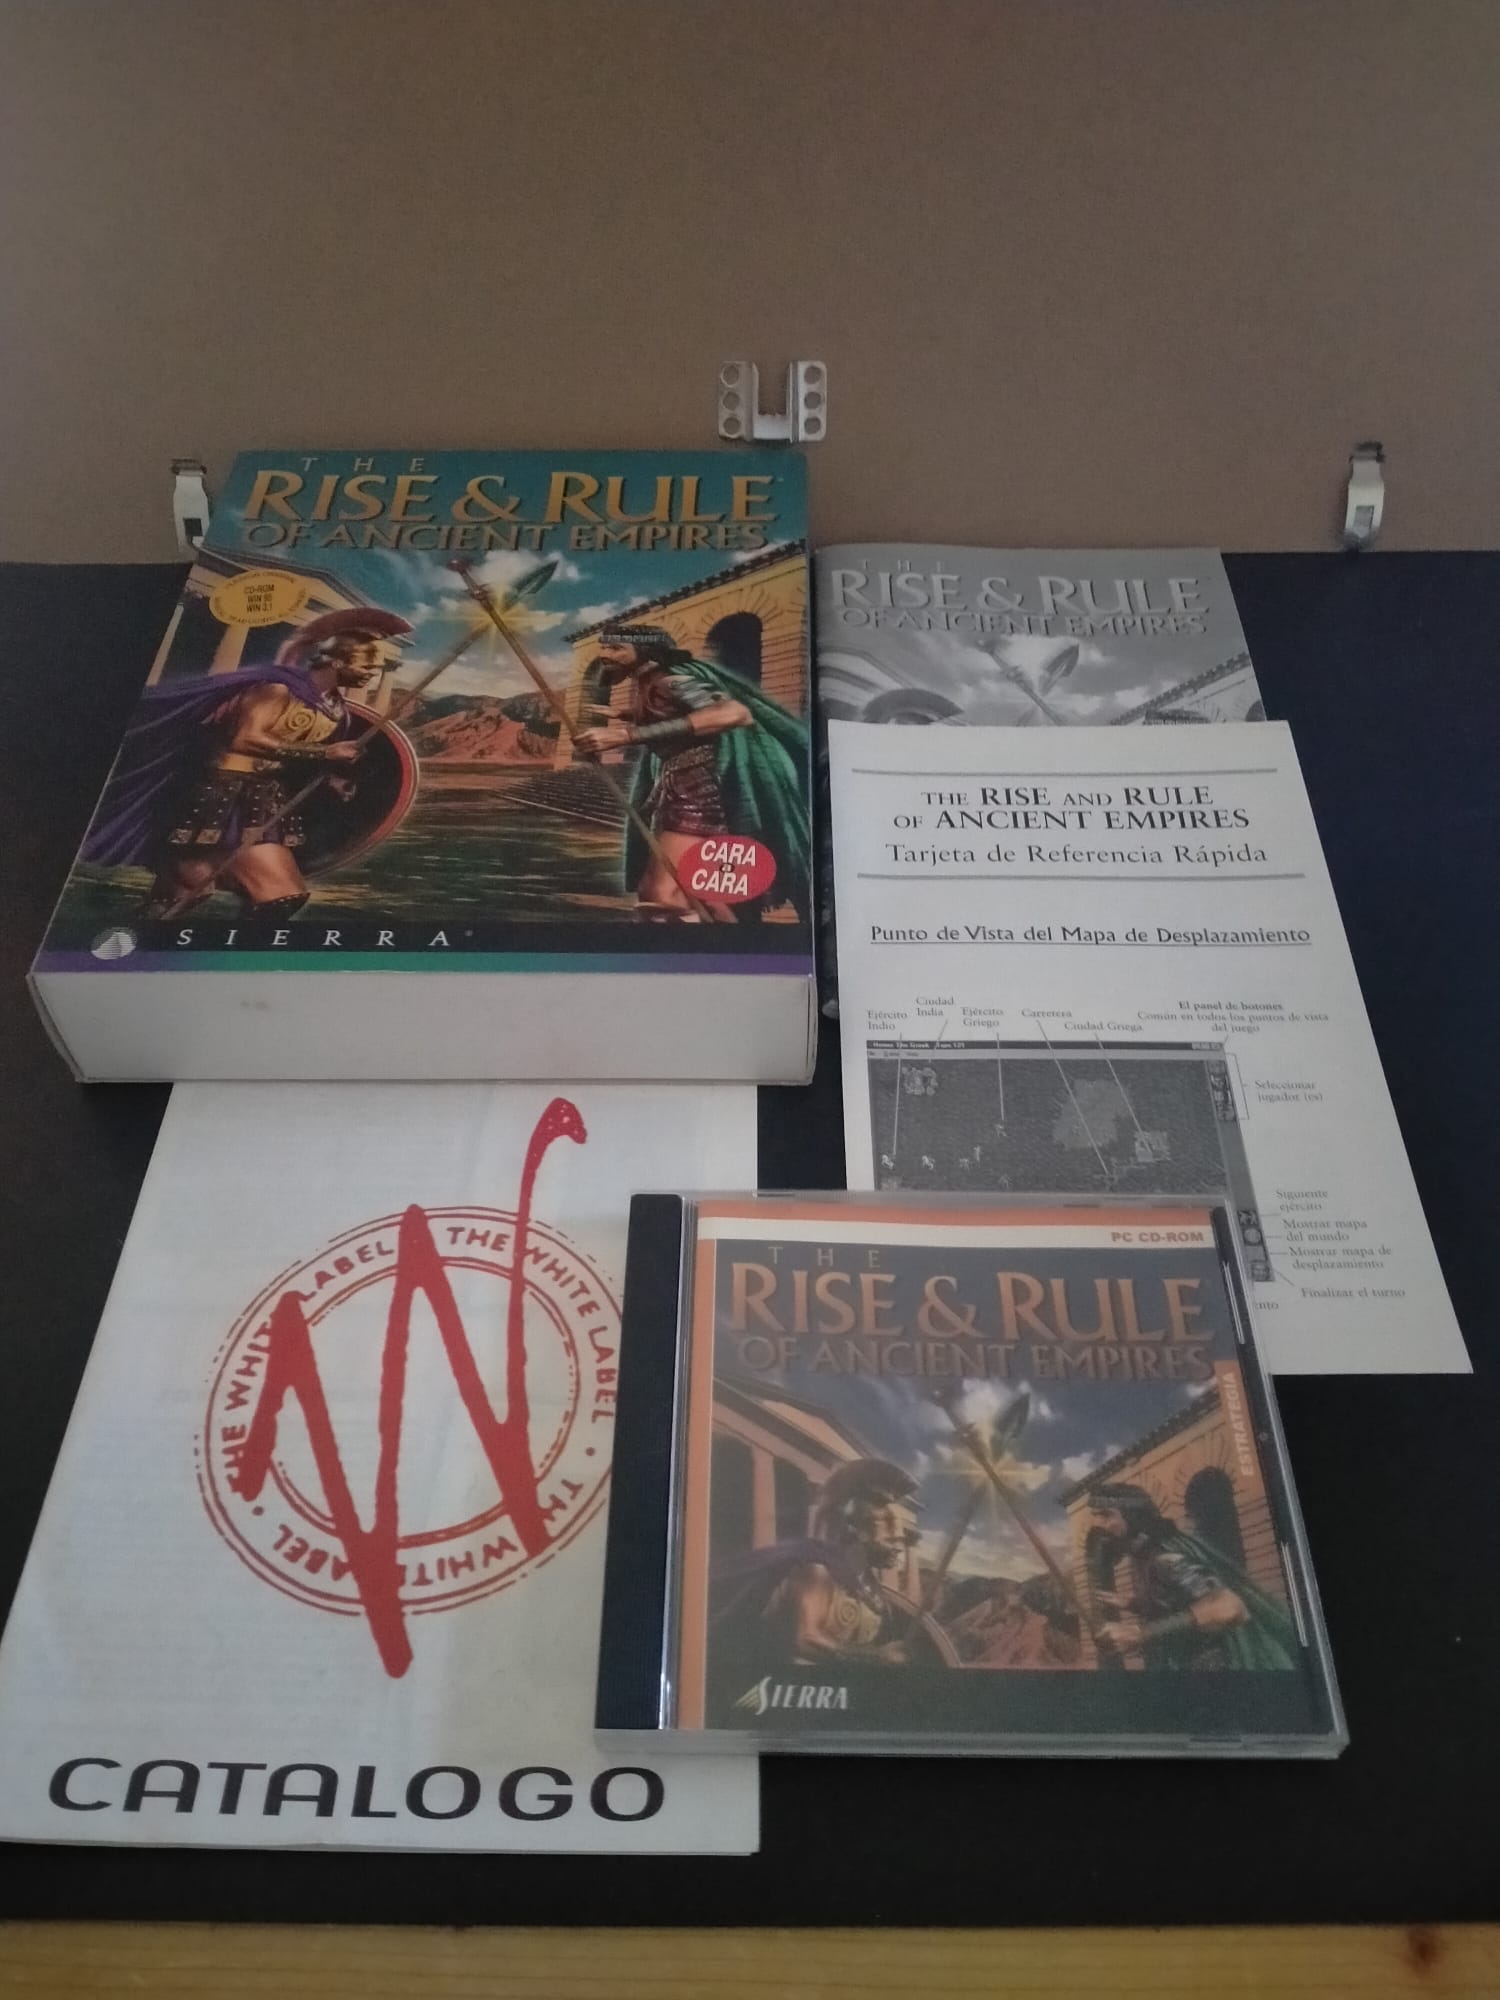 THE
RISE & RULE
OF ANCIENT EMPIRES
CD-ROM
WIN 95
WIN 3.1
CARA
a
CARA
SIERRA
THE
RISE & RULE
OF ANCIENT EMPIRES
THE RISE AND RULE
OF ANCIENT EMPIRES
Tarjeta de Referencia Rápida
Punto de Vista del Mapa de Desplazamiento
Ejército
Indio
Ciudad
India
Ejército
Griego
Carretera
Ciudad Griega
El panel de botones
Común en todos los puntos de vista
del juego
Seleccionar
jugador (es)
Siguiente
ejército
Mostrar mapa
del mundo
Mostrar mapa de
desplazamiento
Finalizar el turno
THE WHITE LABEL • THE WHITE LABEL • THE WHITE LABEL •
CATALOGO
PC CD-ROM
THE
RISE & RULE
OF ANCIENT EMPIRES
ESTRATEGIA
SIERRA